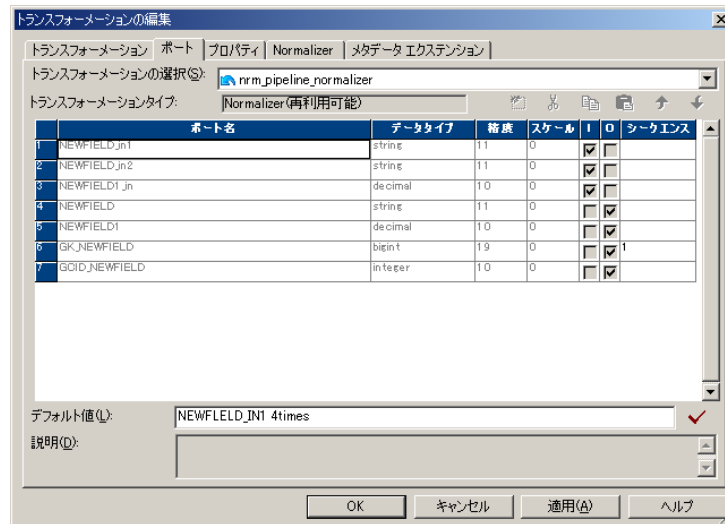 トランスフォーメーションの編集
トランスフォーメーション ポート プロパティ Normalizer メタデータ エクステンション
トランスフォーメーションの選択(S): nrm_pipeline_normalizer
トランスフォーメーションタイプ: Normalizer(再利用可能)
ポート名 データタイプ 精度 スケール I O シークエンス
1 NEWFIELD_in1 string 11 0
2 NEWFIELD_in2 string 11 0
3 NEWFIELD1_in decimal 10 0
4 NEWFIELD string 11 0
5 NEWFIELD1 decimal 10 0
6 GK_NEWFIELD bigint 19 0 1
7 GCID_NEWFIELD integer 10 0
デフォルト値(L): NEWFLELD_IN1 4times
説明(D):
OK キャンセル 適用(A) ヘルプ